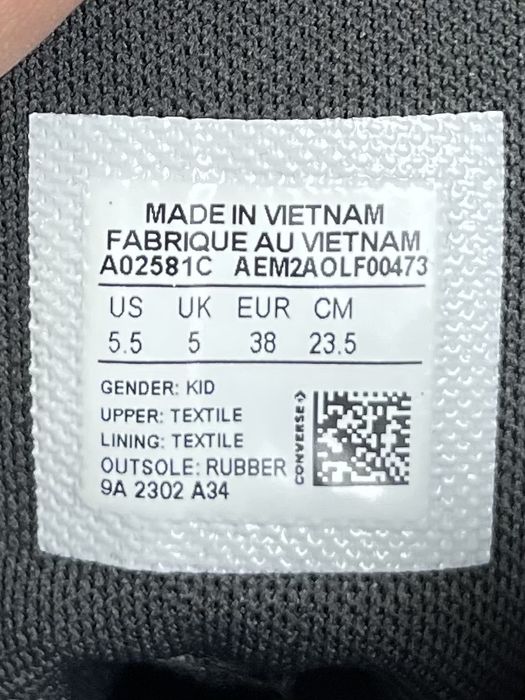 MADE IN VIETNAM
FABRIQUE AU VIETNAM
A02581C AEM2AOLF00473
US UK EUR CM
5.5 5 38 23.5
GENDER: KID
UPPER: TEXTILE
LINING: TEXTILE
OUTSOLE: RUBBER
9A 2302 A34
CONVERSE